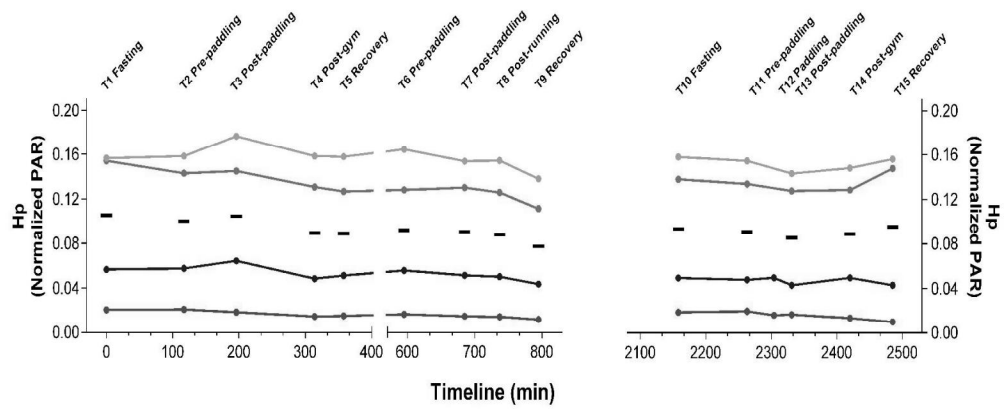 T1 Fasting
T2 Pre-paddling
T3 Post-paddling
T4 Post-gym
T5 Recovery
T6 Pre-paddling
T7 Post-paddling
T8 Post-running
T9 Recovery
T10 Fasting
T11 Pre-paddling
T12 Paddling
T13 Post-paddling
T14 Post-gym
T15 Recovery
Hp
(Normalized PAR)
0.20
0.16
0.12
0.08
0.04
0.00
0 100 200 300 400 600 700 800
2100 2200 2300 2400 2500
0.20
0.16
0.12
0.08
0.04
0.00
Hp
(Normalized PAR)
Timeline (min)